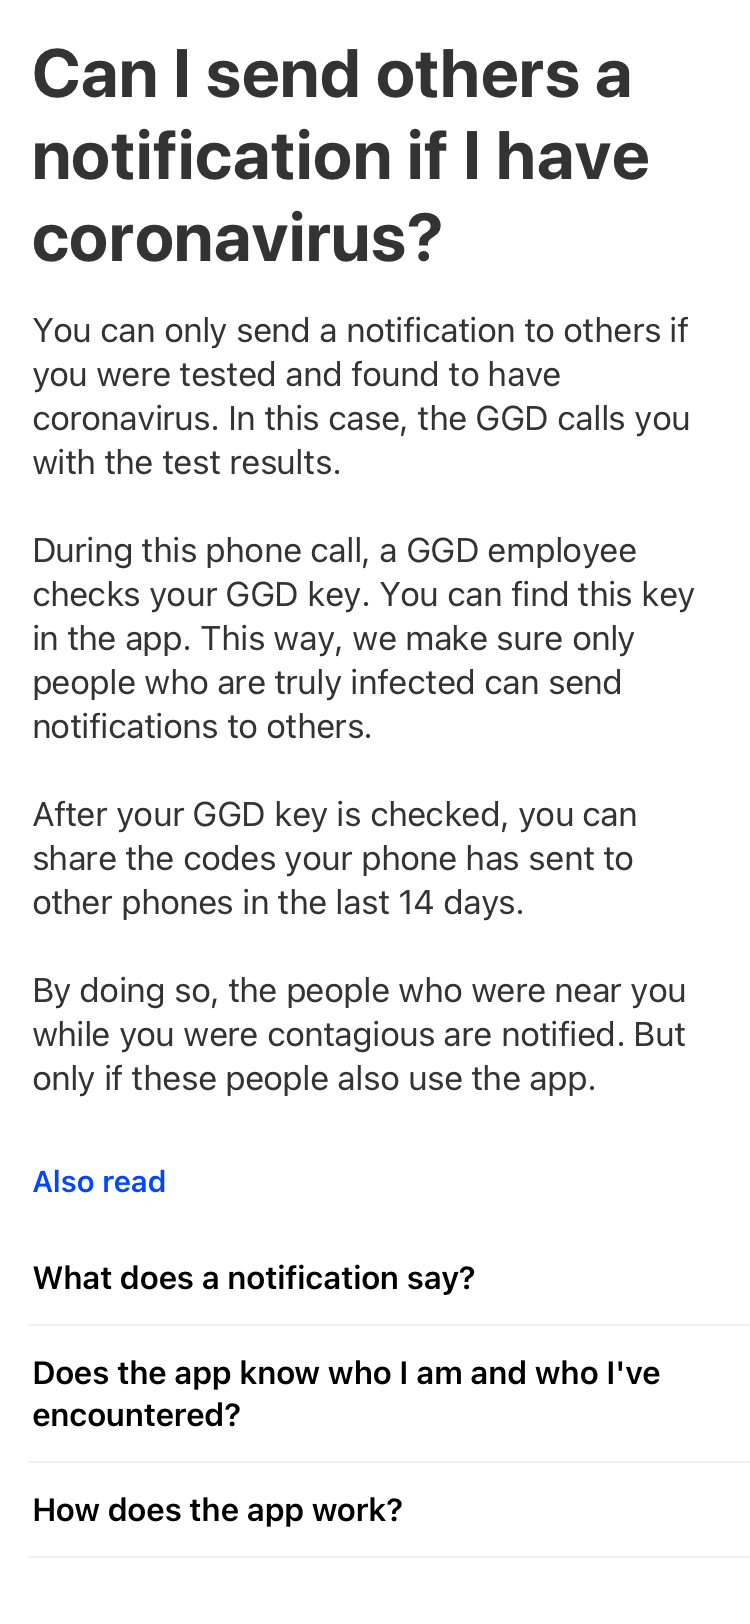 Can I send others a
notification if I have
coronavirus?
You can only send a notification to others if
you were tested and found to have
coronavirus. In this case, the GGD calls you
with the test results.
During this phone call, a GGD employee
checks your GGD key. You can find this key
in the app. This way, we make sure only
people who are truly infected can send
notifications to others.
After your GGD key is checked, you can
share the codes your phone has sent to
other phones in the last 14 days.
By doing so, the people who were near you
while you were contagious are notified. But
only if these people also use the app.
Also read
What does a notification say?
Does the app know who I am and who I've
encountered?
How does the app work?